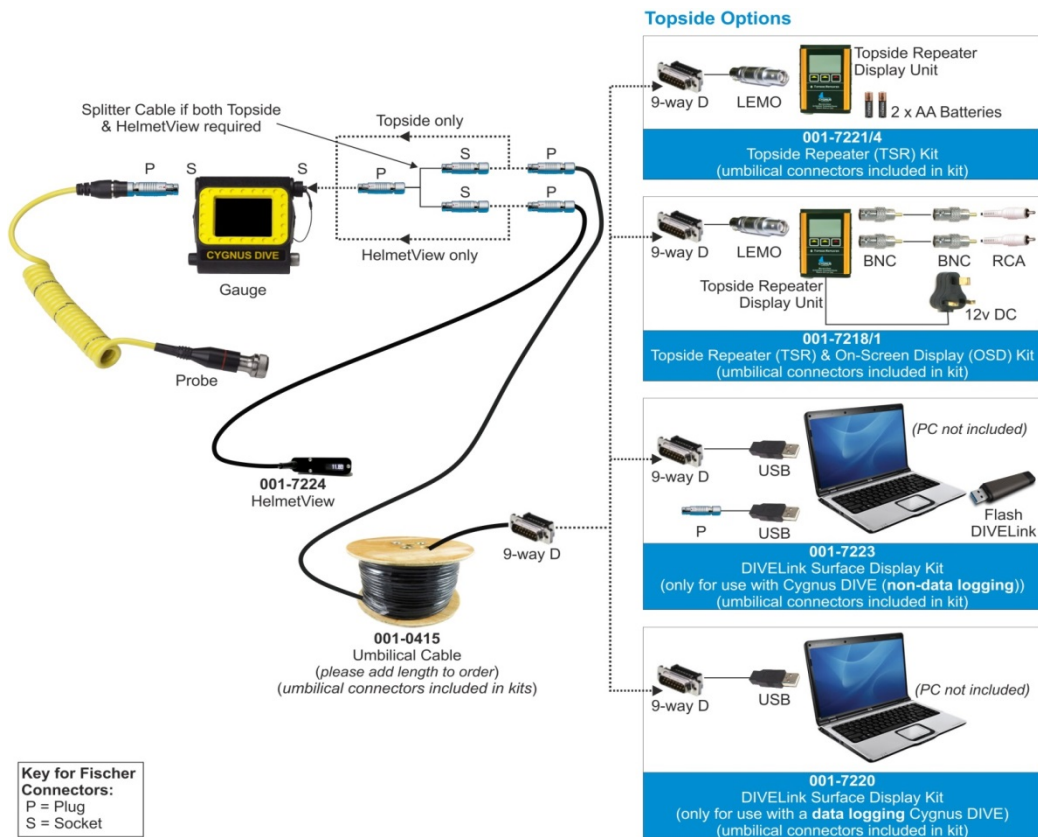 Topside Options
Splitter Cable if both Topside
& HelmetView required
Topside only
P
S
S
P
S
P
S
P
HelmetView only
CYGNUS DIVE
Gauge
Probe
001-7224
HelmetView
11.80
9-way D
001-0415
Umbilical Cable
(please add length to order)
(umbilical connectors included in kits)
Key for Fischer
Connectors:
P = Plug
S = Socket
9-way D
LEMO
Topside Repeater
Display Unit
2 x AA Batteries
001-7221/4
Topside Repeater (TSR) Kit
(umbilical connectors included in kit)
9-way D
LEMO
BNC
BNC
RCA
Topside Repeater
Display Unit
12v DC
001-7218/1
Topside Repeater (TSR) & On-Screen Display (OSD) Kit
(umbilical connectors included in kit)
(PC not included)
9-way D
USB
P
USB
Flash
DIVELink
001-7223
DIVELink Surface Display Kit
(only for use with Cygnus DIVE (non-data logging))
(umbilical connectors included in kit)
(PC not included)
9-way D
USB
001-7220
DIVELink Surface Display Kit
(only for use with a data logging Cygnus DIVE)
(umbilical connectors included in kit)